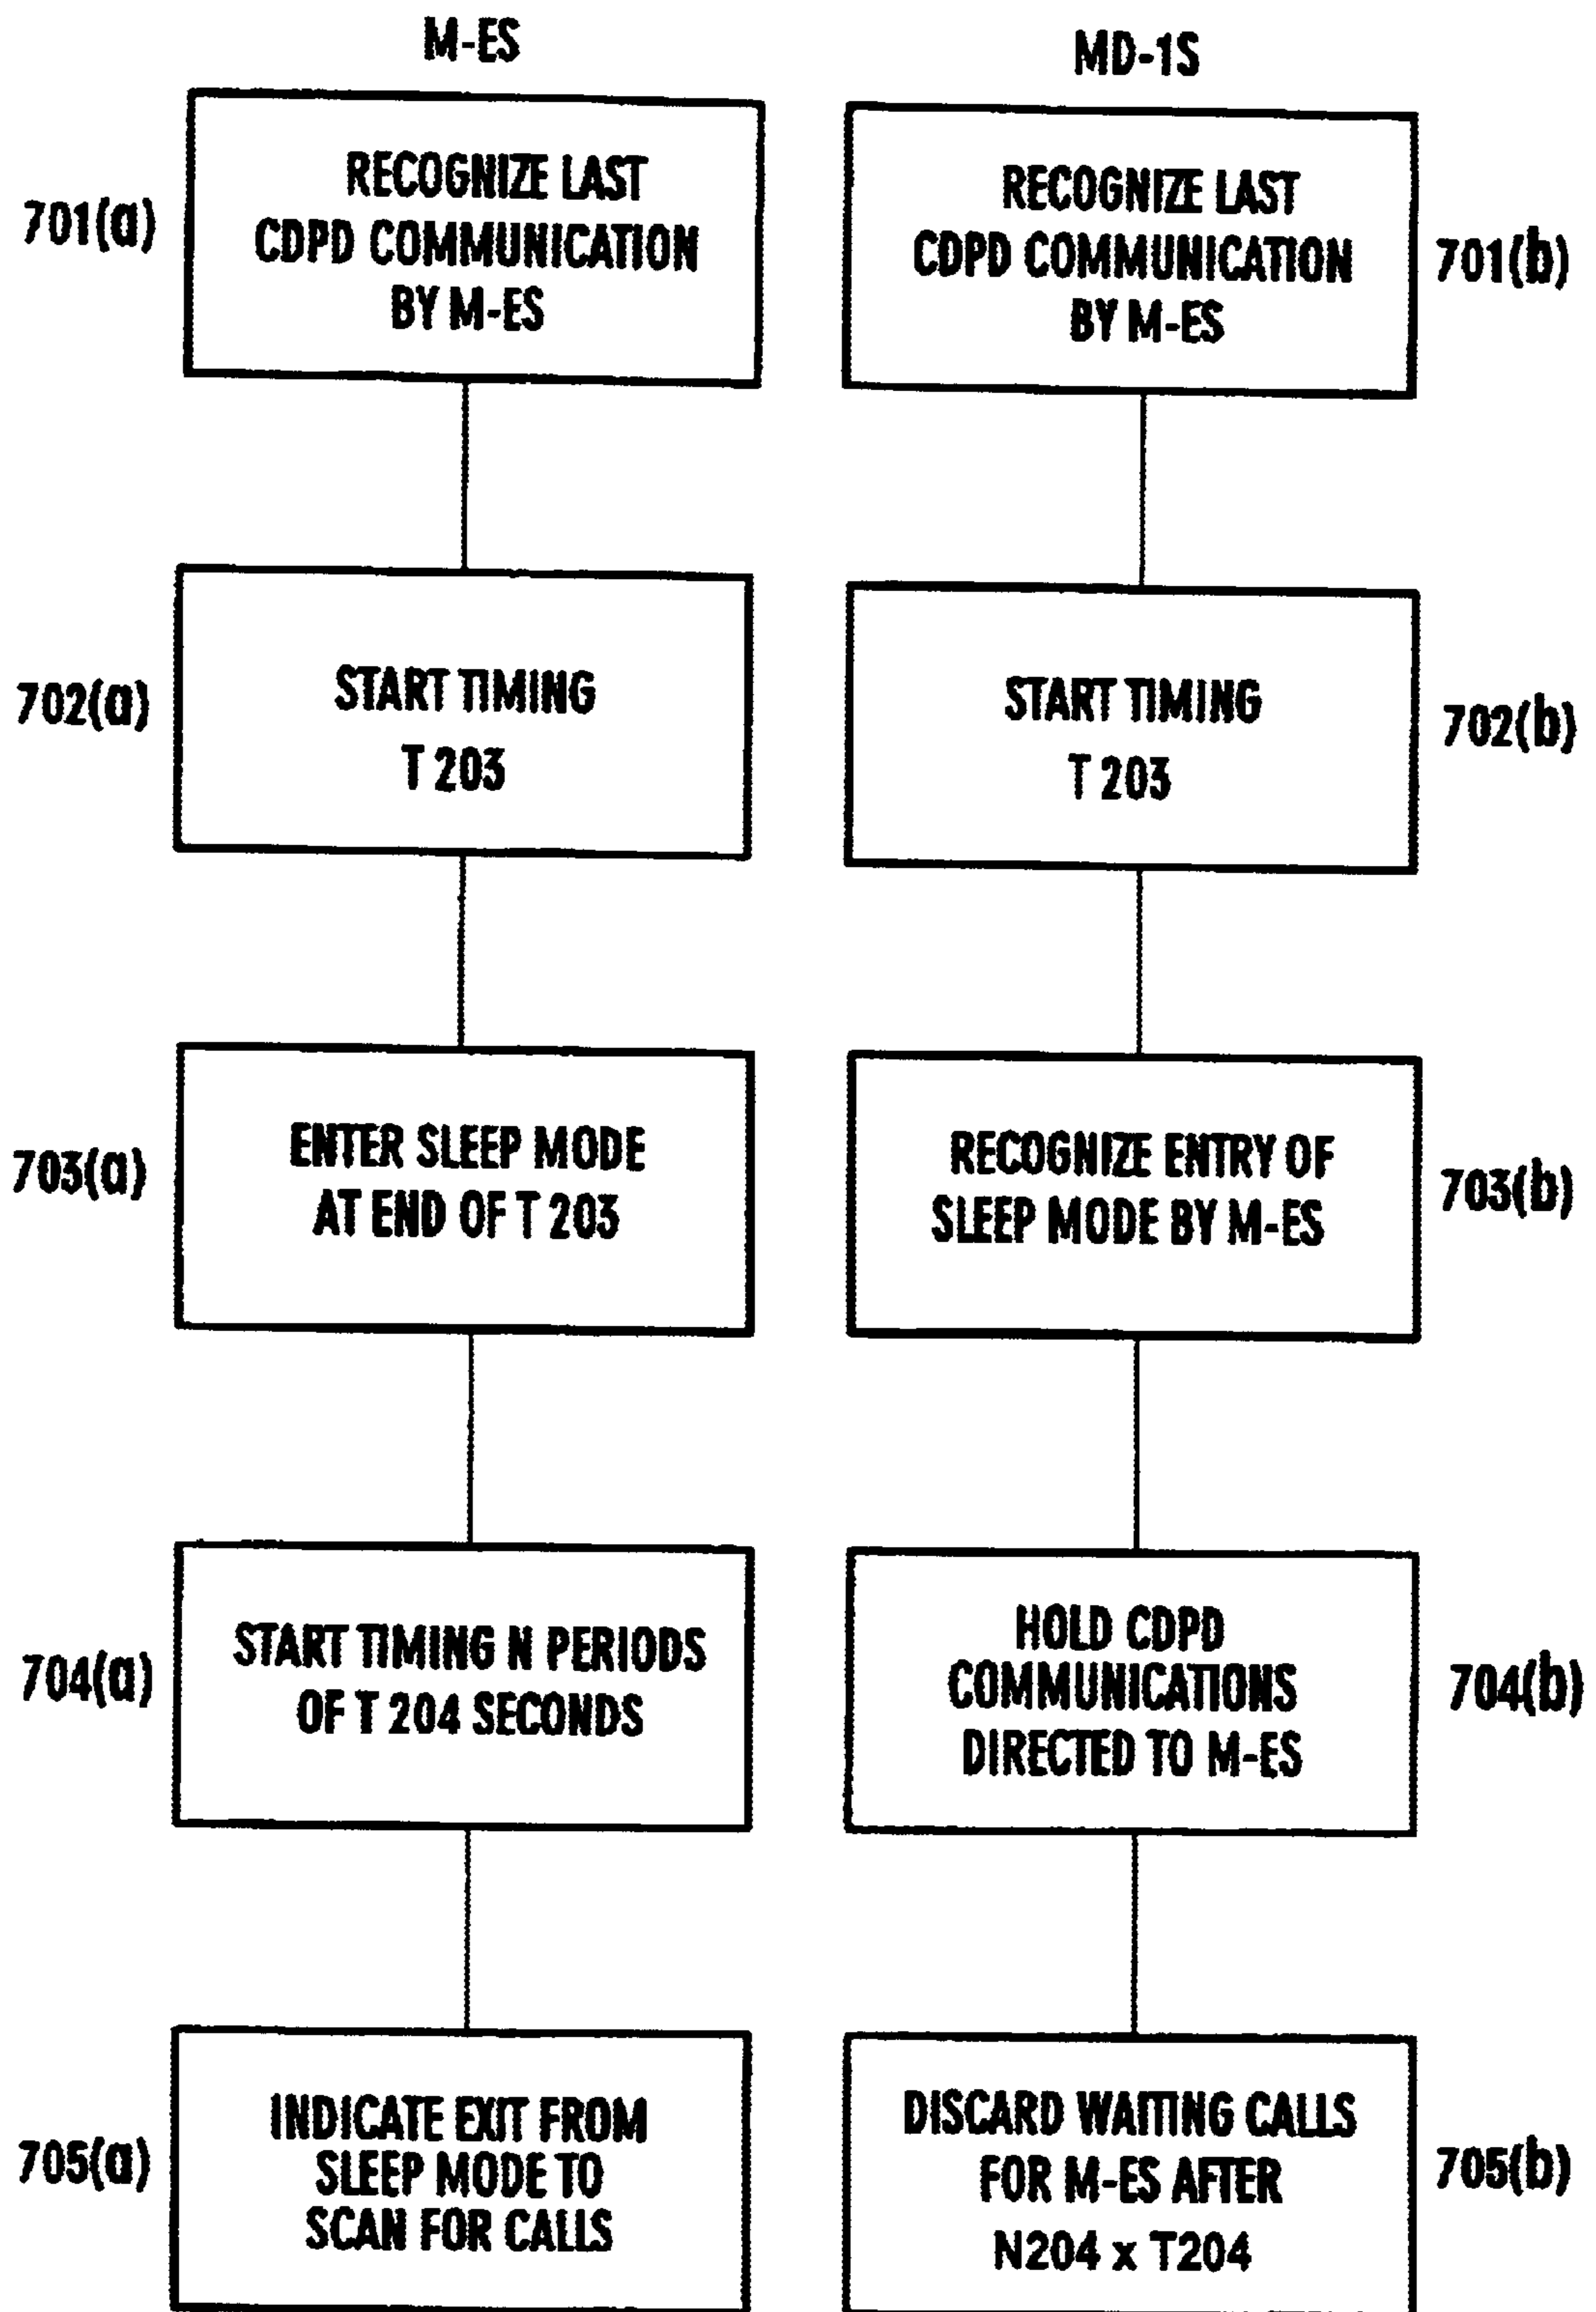 M-ES
701(a)
RECOGNIZE LAST
CDPD COMMUNICATION
BY M-ES
702(a)
START TIMING
T 203
703(a)
ENTER SLEEP MODE
AT END OF T 203
704(a)
START TIMING N PERIODS
OF T 204 SECONDS
705(a)
INDICATE EXIT FROM
SLEEP MODE TO
SCAN FOR CALLS
MD-1S
RECOGNIZE LAST
CDPD COMMUNICATION
BY M-ES
701(b)
START TIMING
T 203
702(b)
RECOGNIZE ENTRY OF
SLEEP MODE BY M-ES
703(b)
HOLD CDPD
COMMUNICATIONS
DIRECTED TO M-ES
704(b)
DISCARD WAITING CALLS
FOR M-ES AFTER
N204 x T204
705(b)